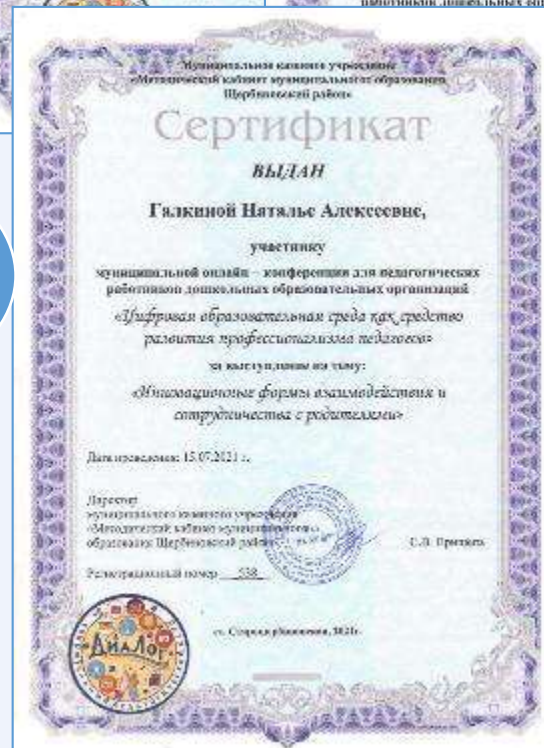 работников дошкольных
Муниципальное казенное учреждение
«Методический кабинет муниципального образования
Щербиновский район»
Сертификат
ВЫДАН
Галкиной Наталье Алексеевне,
участнику
муниципальной онлайн – конференции для педагогических
работников дошкольных образовательных организаций
«Цифровая образовательная среда как средство
развития профессионализма педагогов»
за выступление на тему:
«Инновационные формы взаимодействия и
сотрудничества с родителями»
Дата проведения: 15.07.2021 г.
Директор
муниципального казенного учреждения
«Методический кабинет муниципального
образования Щербиновский район»
С.В.
Регистрационный номер 538
ст. Старощербиновская, 2021г.
ДиаЛог